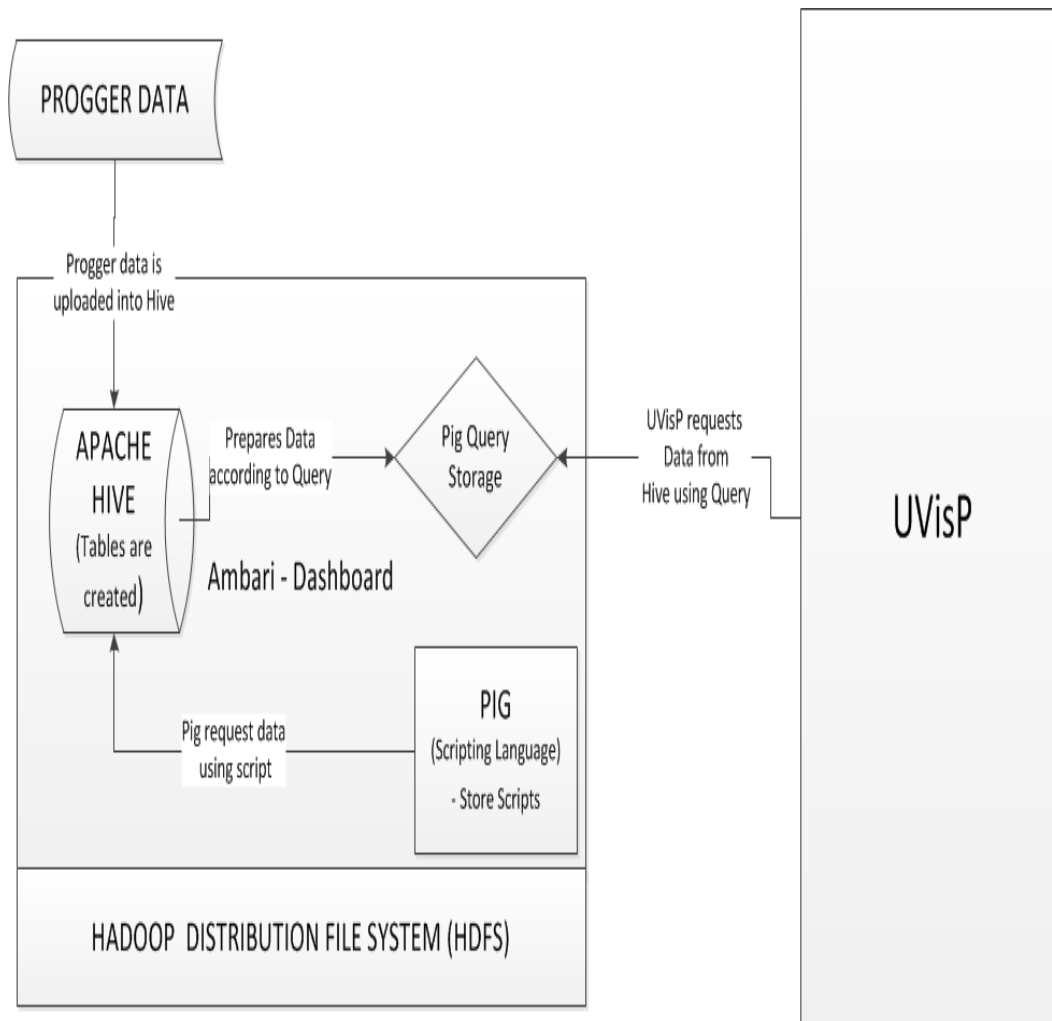 PROGGER DATA
Progger data is
uploaded into Hive
APACHE
HIVE
(Tables are
created)
Prepares Data
according to Query
Pig Query
Storage
UVisP requests
Data from
Hive using Query
UVisP
Ambari - Dashboard
Pig request data
using script
PIG
(Scripting Language)
- Store Scripts
HADOOP DISTRIBUTION FILE SYSTEM (HDFS)